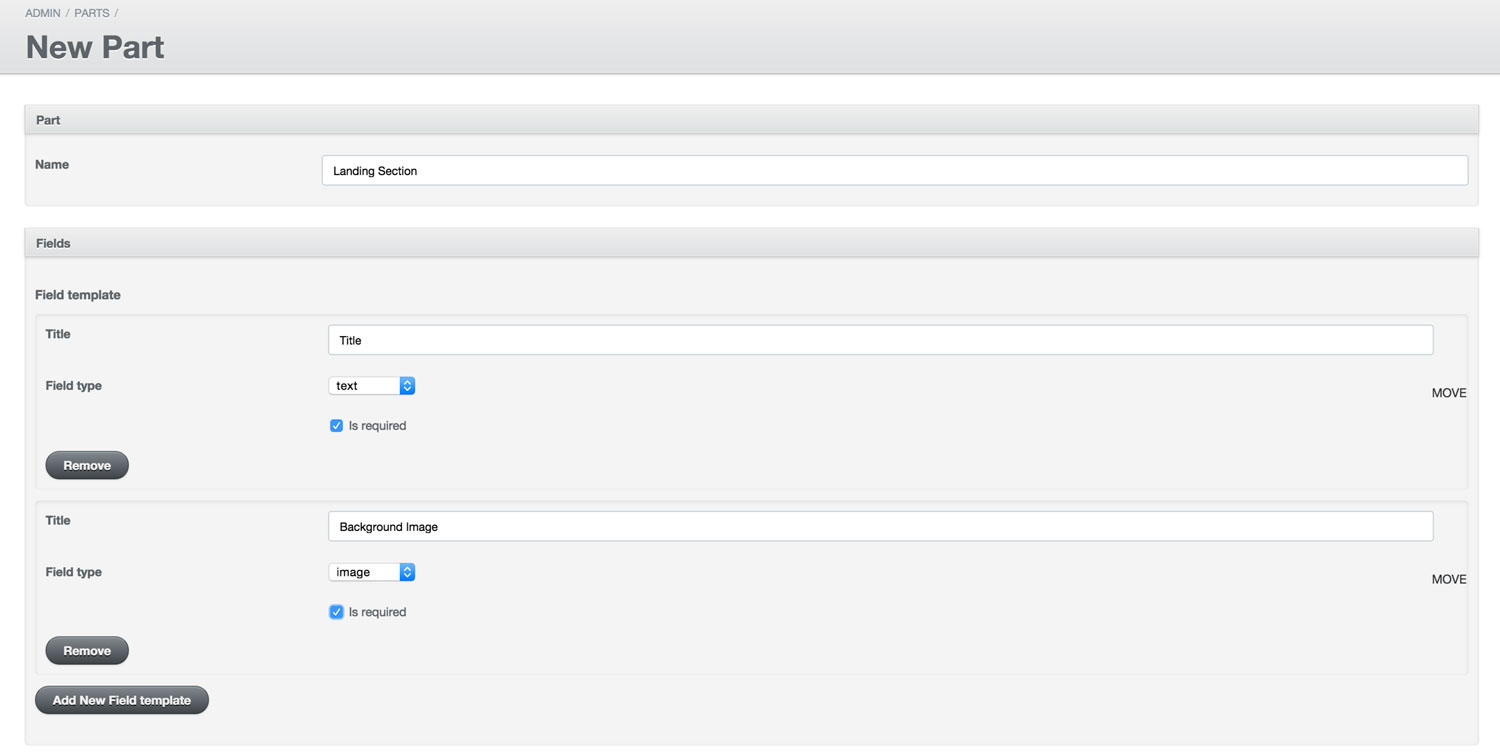 ADMIN / PARTS /
New Part
Part
Name
Landing Section
Fields
Field template
Title
Title
Field type
text
MOVE
Is required
Remove
Title
Background Image
Field type
image
MOVE
Is required
Remove
Add New Field template